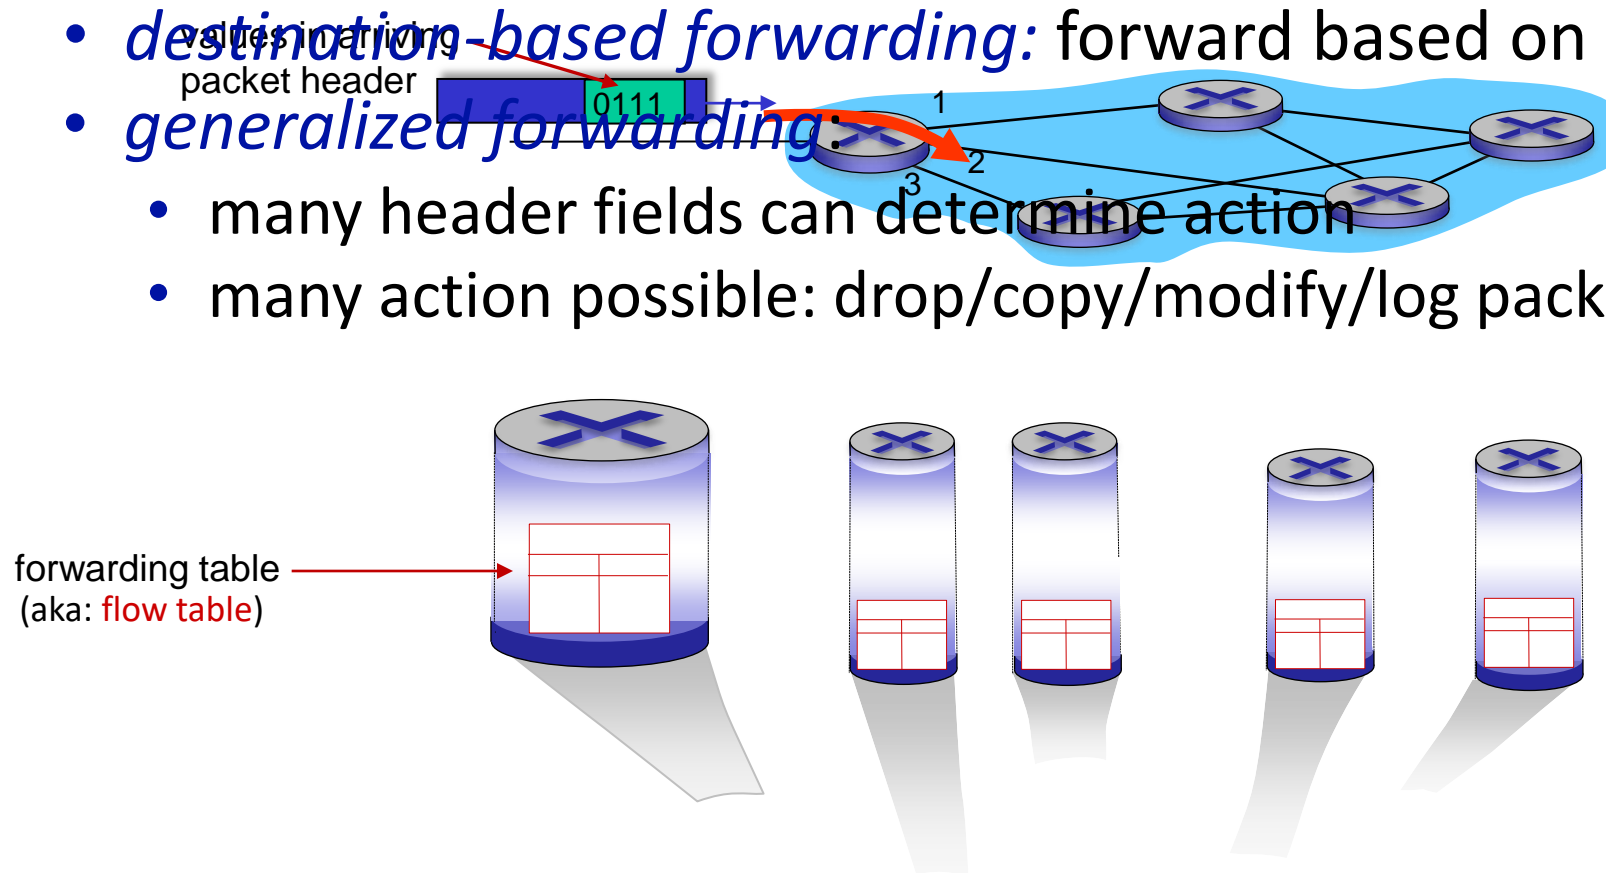 • destination-based forwarding: forward based on
values in arriving
packet header
0111
• generalized forwarding:
1
2
3
• many header fields can determine action
• many action possible: drop/copy/modify/log pack
forwarding table
(aka: flow table)